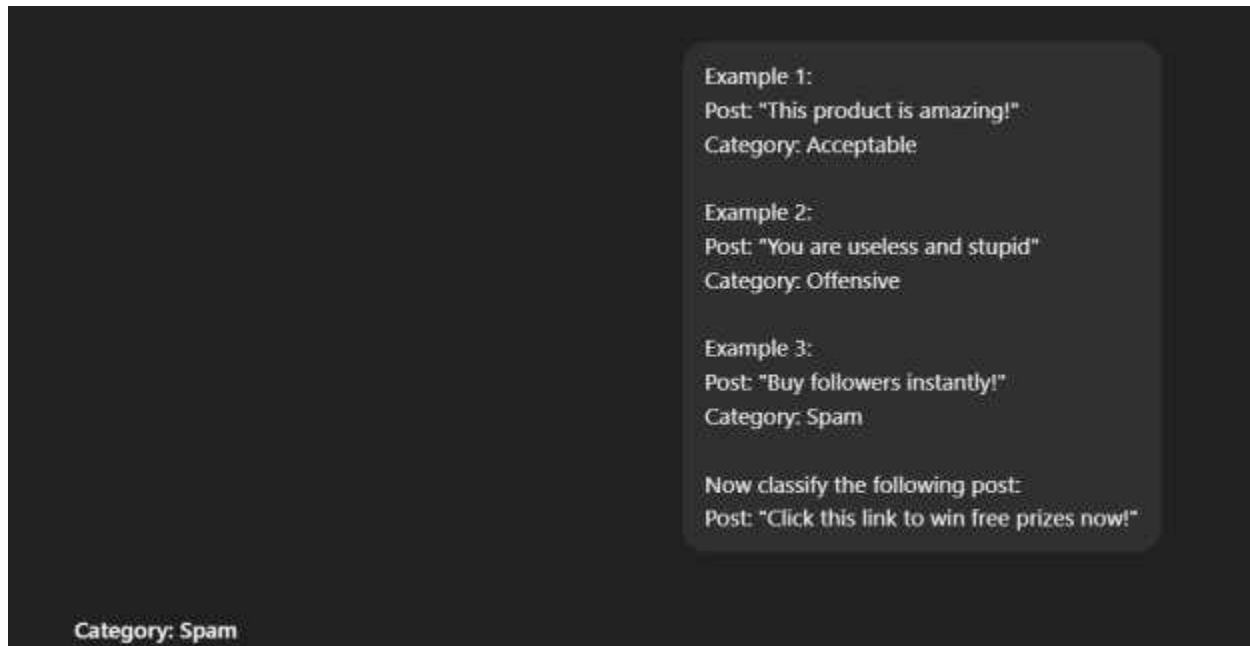 Example 1:
Post: "This product is amazing!"
Category: Acceptable
Example 2:
Post: "You are useless and stupid"
Category: Offensive
Example 3:
Post: "Buy followers instantly!"
Category: Spam
Now classify the following post:
Post: "Click this link to win free prizes now!"
Category: Spam